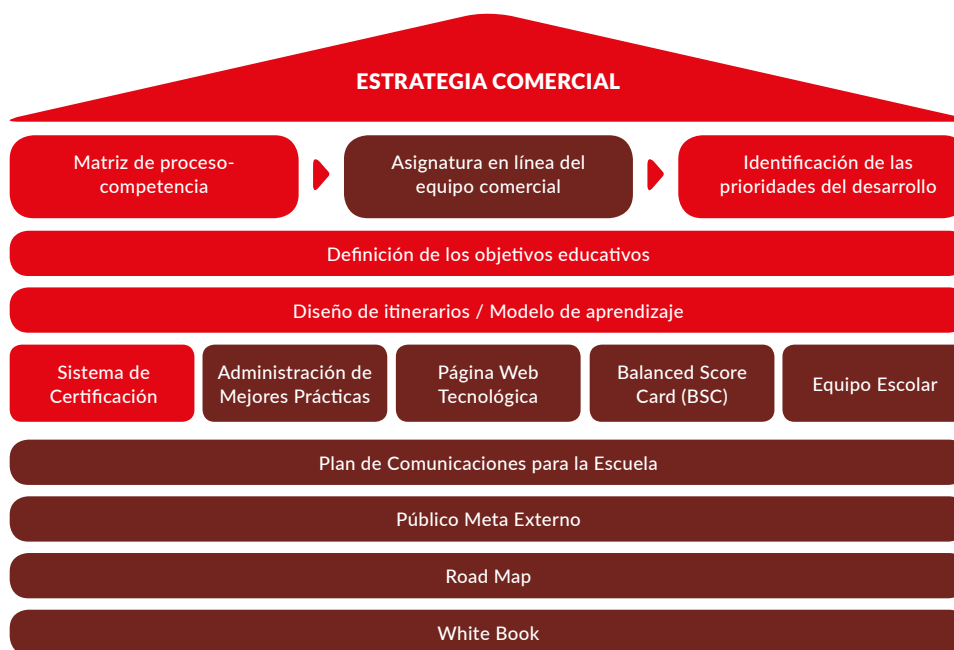 ESTRATEGIA COMERCIAL
Matriz de proceso-
competencia
Asignatura en línea del
equipo comercial
Identificación de las
prioridades del desarrollo
Definición de los objetivos educativos
Diseño de itinerarios / Modelo de aprendizaje
Sistema de
Certificación
Administración de
Mejores Prácticas
Página Web
Tecnológica
Balanced Score
Card (BSC)
Equipo Escolar
Plan de Comunicaciones para la Escuela
Público Meta Externo
Road Map
White Book